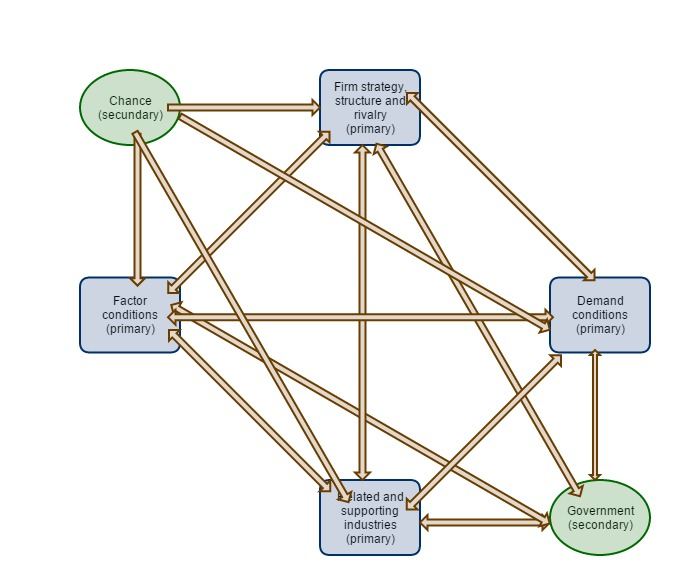 Chance
(secundary)
Firm strategy,
structure and
rivalry
(primary)
Factor
conditions
(primary)
Demand
conditions
(primary)
lated and
supporting
industries
(primary)
Government
(secondary)